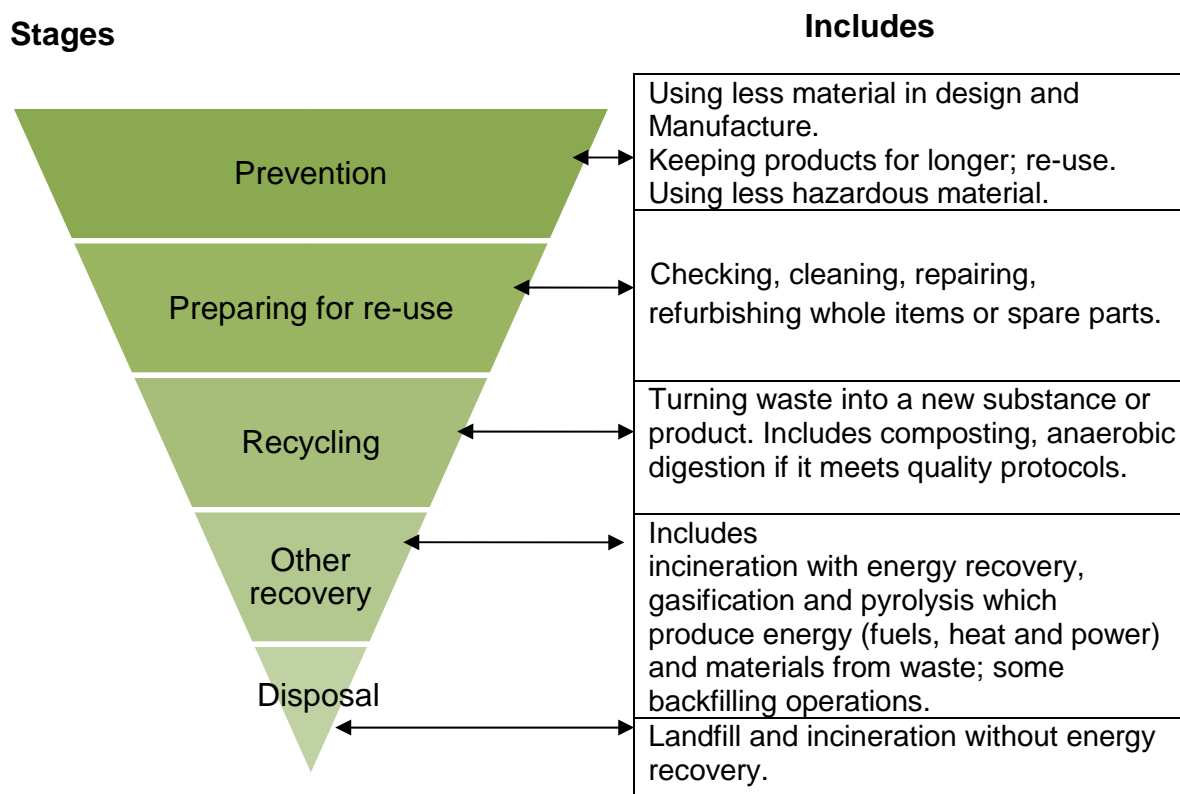 Stages
Includes
Prevention
Using less material in design and
Manufacture.
Keeping products for longer; re-use.
Using less hazardous material.
Preparing for re-use
Checking, cleaning, repairing,
refurbishing whole items or spare parts.
Recycling
Turning waste into a new substance or
product. Includes composting, anaerobic
digestion if it meets quality protocols.
Other
recovery
Includes
incineration with energy recovery,
gasification and pyrolysis which
produce energy (fuels, heat and power)
and materials from waste; some
backfilling operations.
Disposal
Landfill and incineration without energy
recovery.